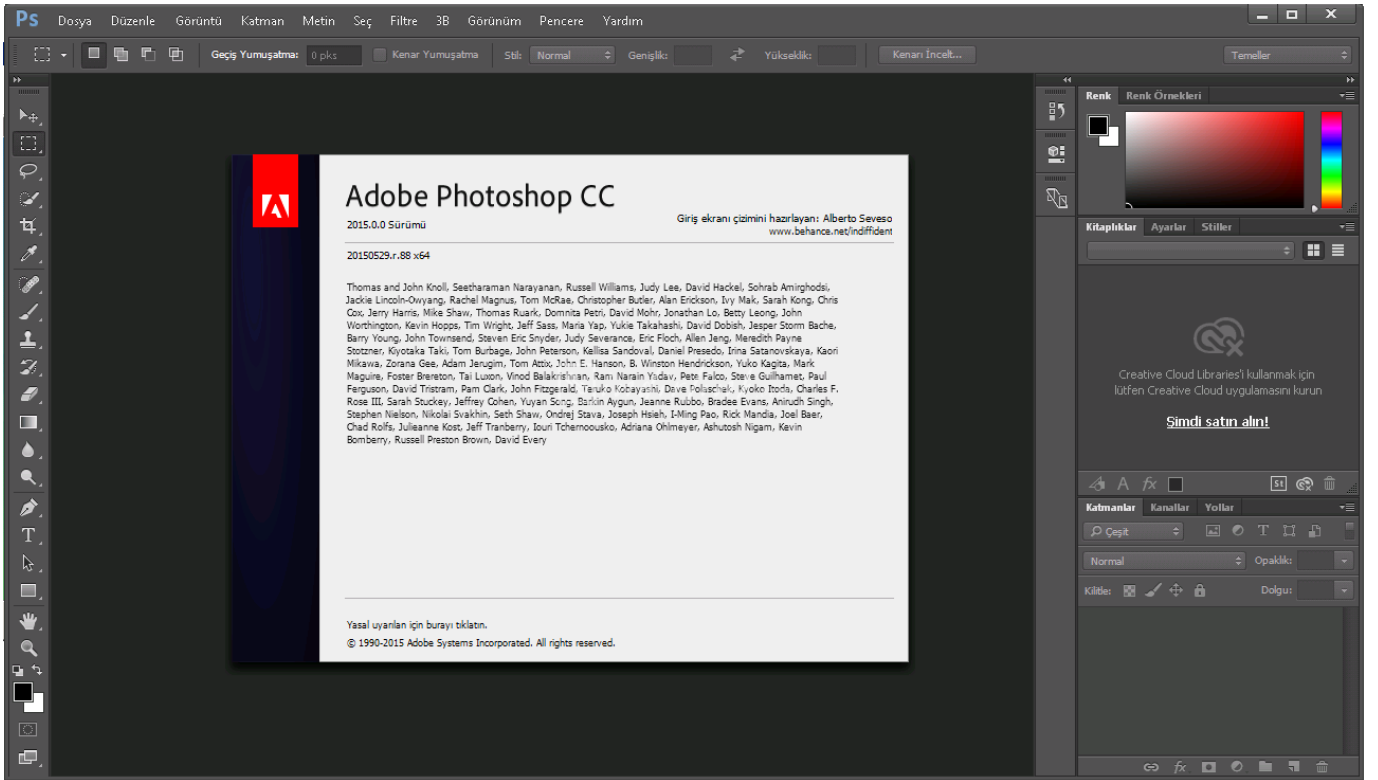 Ps Dosya Düzenle Görüntü Katman Metin Seç Filtre 3B Görünüm Pencere Yardım
Geçiş Yumuşatma: 0 pks Kenar Yumuşatma Stil: Normal Genişlik: Yükseklik: Kenarı İncelt... Temeller
Renk Renk Örnekleri
Adobe Photoshop CC
2015.0.0 Sürümü
Giriş ekranı çizimini hazırlayan: Alberto Seveso
www.behance.net/indiffident
20150529.r.88 x64
Thomas and John Knoll, Seetharaman Narayanan, Russell Williams, Judy Lee, David Hackel, Sohrab Amirghodsi,
Jackie Lincoln-Owyang, Rachel Magnus, Tom McRae, Christopher Butler, Alan Erickson, Ivy Mak, Sarah Kong, Chris
Cox, Jerry Harris, Mike Shaw, Thomas Ruark, Domnita Petri, David Mohr, Jonathan Lo, Betty Leong, John
Worthington, Kevin Hopps, Tim Wright, Jeff Sass, Maria Yap, Yukie Takahashi, David Dobish, Jesper Storm Bache,
Barry Young, John Townsend, Steven Eric Snyder, Judy Severance, Eric Floch, Allen Jeng, Meredith Payne
Stotzner, Kiyotaka Taki, Tom Burbage, John Peterson, Kellisa Sandoval, Daniel Presedo, Irina Satanovskaya, Kaori
Mikawa, Zorana Gee, Adam Jerugim, Tom Attix, John E. Hanson, B. Winston Hendrickson, Yuko Kagita, Mark
Maguire, Foster Brereton, Tai Luxon, Vinod Balakrishnan, Ram Narain Yadav, Pete Falco, Steve Guilhamet, Paul
Ferguson, David Tristram, Pam Clark, John Fitzgerald, Teruko Kobayashi, Dave Polaschek, Kyoko Itoda, Charles F.
Rose III, Sarah Stuckey, Jeffrey Cohen, Yuyan Song, Barkin Aygun, Jeanne Rubbo, Bradee Evans, Anirudh Singh,
Stephen Nielson, Nikolai Svakhin, Seth Shaw, Ondrej Stava, Joseph Hsieh, I-Ming Pao, Rick Mandia, Joel Baer,
Chad Rolfs, Julieanne Kost, Jeff Tranberry, Iouri Tchernoousko, Adriana Ohlmeyer, Ashutosh Nigam, Kevin
Bomberry, Russell Preston Brown, David Every
Yasal uyarıları için burayı tıklatın.
© 1990-2015 Adobe Systems Incorporated. All rights reserved.
Kitaplıklar Ayarlar Stiller
Creative Cloud Libraries'i kullanmak için
lütfen Creative Cloud uygulamasını kurun
Şimdi satın alın!
A fx St
Katmanlar Kanallar Yollar
Çeşit T
Normal Opaklık:
Kilitle: Dolgu:
fx
T